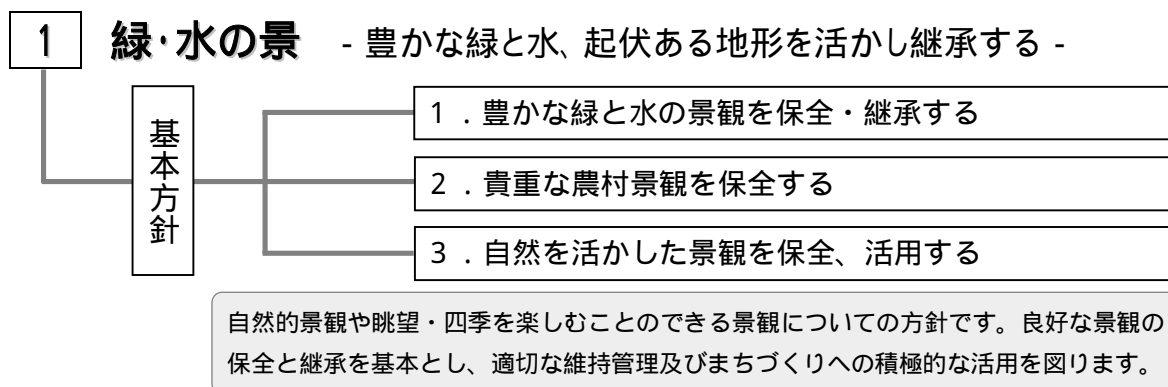 1 緑･水の景 - 豊かな緑と水、起伏ある地形を活かし継承する -
基本方針
１．豊かな緑と水の景観を保全・継承する
２．貴重な農村景観を保全する
３．自然を活かした景観を保全、活用する
自然的景観や眺望・四季を楽しむことのできる景観についての方針です。良好な景観の
保全と継承を基本とし、適切な維持管理及びまちづくりへの積極的な活用を図ります。